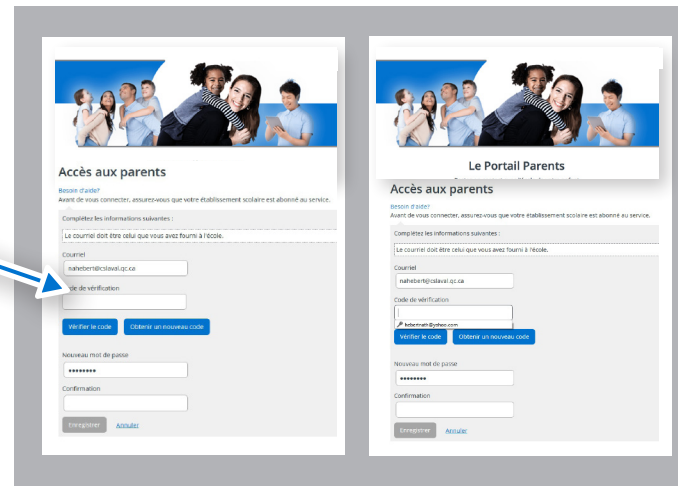 Accès aux parents
Besoin d'aide?
Avant de vous connecter, assurez-vous que votre établissement scolaire est abonné au service.
Complétez les informations suivantes :
Le courriel doit être celui que vous avez fourni à l'école.
Courriel
nahebert@cslaval.qc.ca
ode de vérification
Vérifier le code
Obtenir un nouveau code
Nouveau mot de passe
••••••••
Confirmation
Enregistrer
Annuler
Le Portail Parents
Accès aux parents
Besoin d'aide?
Avant de vous connecter, assurez-vous que votre établissement scolaire est abonné au service.
Complétez les informations suivantes :
Le courriel doit être celui que vous avez fourni à l'école.
Courriel
nahebert@cslaval.qc.ca
Code de vérification
hebertnath@yahoo.com
Vérifier le code
Obtenir un nouveau code
Nouveau mot de passe
••••••••
Confirmation
Enregistrer
Annuler